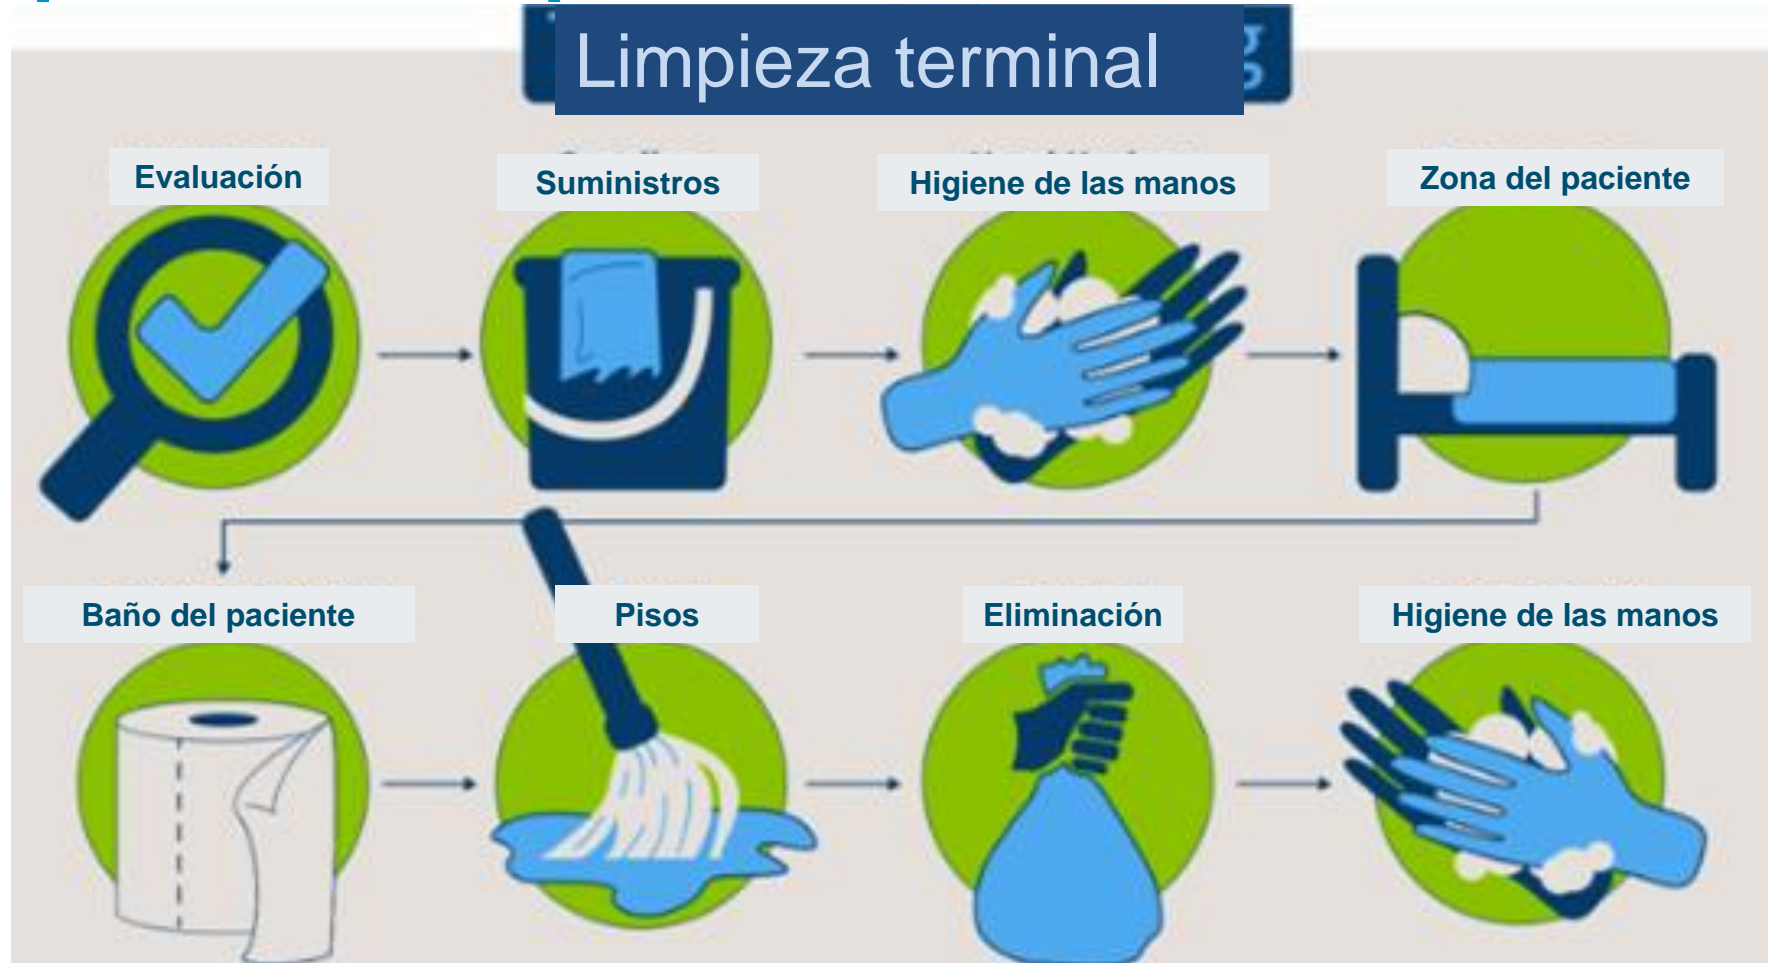 Limpieza terminal
Evaluación
Suministros
Higiene de las manos
Zona del paciente
Baño del paciente
Pisos
Eliminación
Higiene de las manos